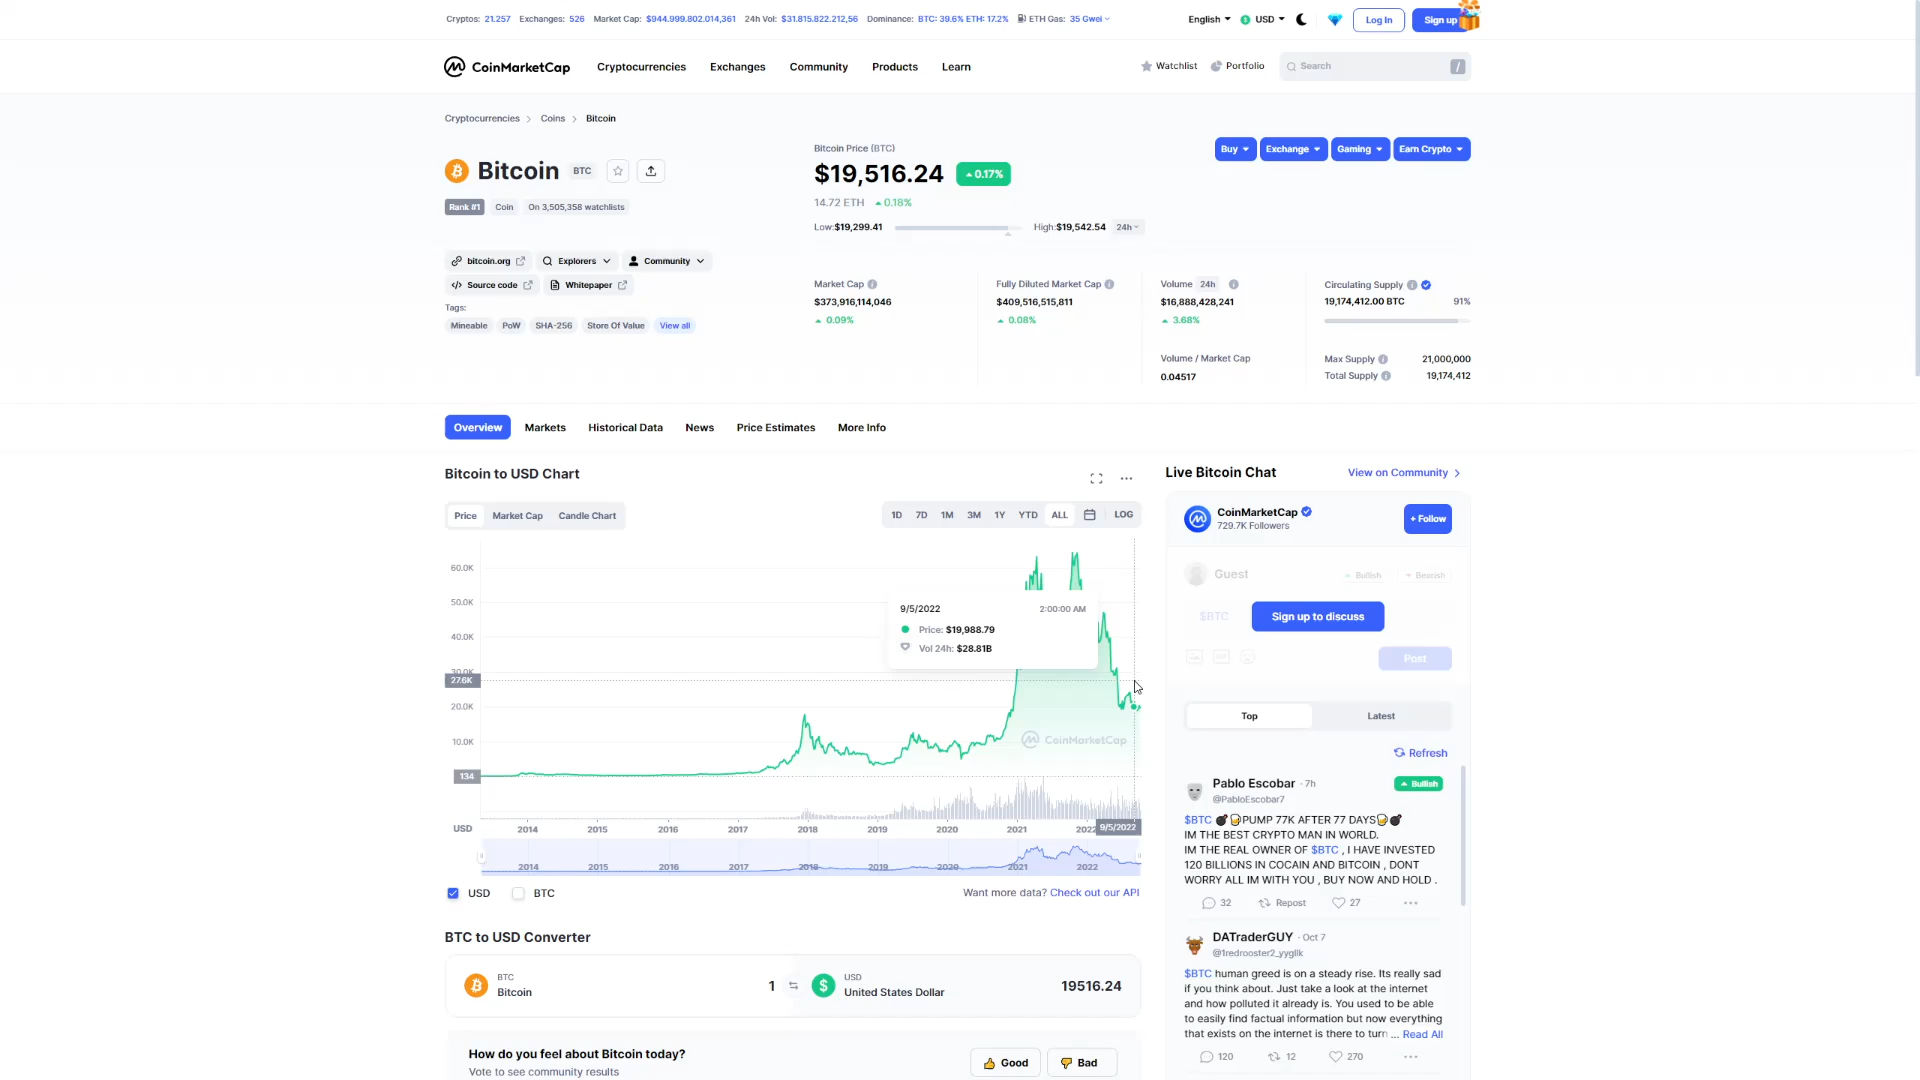 Cryptos: 21.257 Exchanges: 526 Market Cap: $944.999.802.014,361 24h Vol: $31.815.822.212,56 Dominance: BTC: 39.6% ETH: 17.2% ETH Gas: 35 Gwei
English USD Log In Sign up
CoinMarketCap Cryptocurrencies Exchanges Community Products Learn Watchlist Portfolio Search /
Cryptocurrencies > Coins > Bitcoin
Bitcoin BTC
Rank #1 Coin On 3,505,358 watchlists
bitcoin.org Explorers Community
Source code Whitepaper
Tags:
Mineable PoW SHA-256 Store Of Value View all
Bitcoin Price (BTC)
$19,516.24 0.17%
14.72 ETH 0.18%
Low:$19,299.41 High:$19,542.54 24h
Buy Exchange Gaming Earn Crypto
Market Cap
$373,916,114,046
0.09%
Fully Diluted Market Cap
$409,516,515,811
0.08%
Volume 24h
$16,888,428,241
3.68%
Volume / Market Cap
0.04517
Circulating Supply
19,174,412.00 BTC 91%
Max Supply 21,000,000
Total Supply 19,174,412
Overview Markets Historical Data News Price Estimates More Info
Bitcoin to USD Chart
Price Market Cap Candle Chart
1D 7D 1M 3M 1Y YTD ALL LOG
60.0K
50.0K
40.0K
30.0K
27.6K
20.0K
10.0K
134
9/5/2022 2:00:00 AM
Price: $19,988.79
Vol 24h: $28.81B
CoinMarketCap
USD 2014 2015 2016 2017 2018 2019 2020 2021 2022 9/5/2022
2014 2015 2016 2017 2018 2019 2020 2021 2022
USD BTC
Want more data? Check out our API
BTC to USD Converter
BTC
Bitcoin
1
USD
United States Dollar
19516.24
How do you feel about Bitcoin today?
Vote to see community results
Good Bad
Live Bitcoin Chat View on Community >
CoinMarketCap
729.7K Followers
+ Follow
Guest Bullish Bearish
$BTC
Sign up to discuss
GIF
Post
Top Latest
Refresh
Pablo Escobar · 7h Bullish
@PabloEscobar7
$BTC 💣🍺PUMP 77K AFTER 77 DAYS🍺💣
IM THE BEST CRYPTO MAN IN WORLD.
IM THE REAL OWNER OF $BTC , I HAVE INVESTED
120 BILLIONS IN COCAIN AND BITCOIN , DONT
WORRY ALL IM WITH YOU , BUY NOW AND HOLD .
32 Repost 27
DATraderGUY · Oct 7
@1redrooster2_yygllk
$BTC human greed is on a steady rise. Its really sad
if you think about. Just take a look at the internet
and how polluted it already is. You used to be able
to easily find factual information but now everything
that exists on the internet is there to turn ... Read All
120 12 270